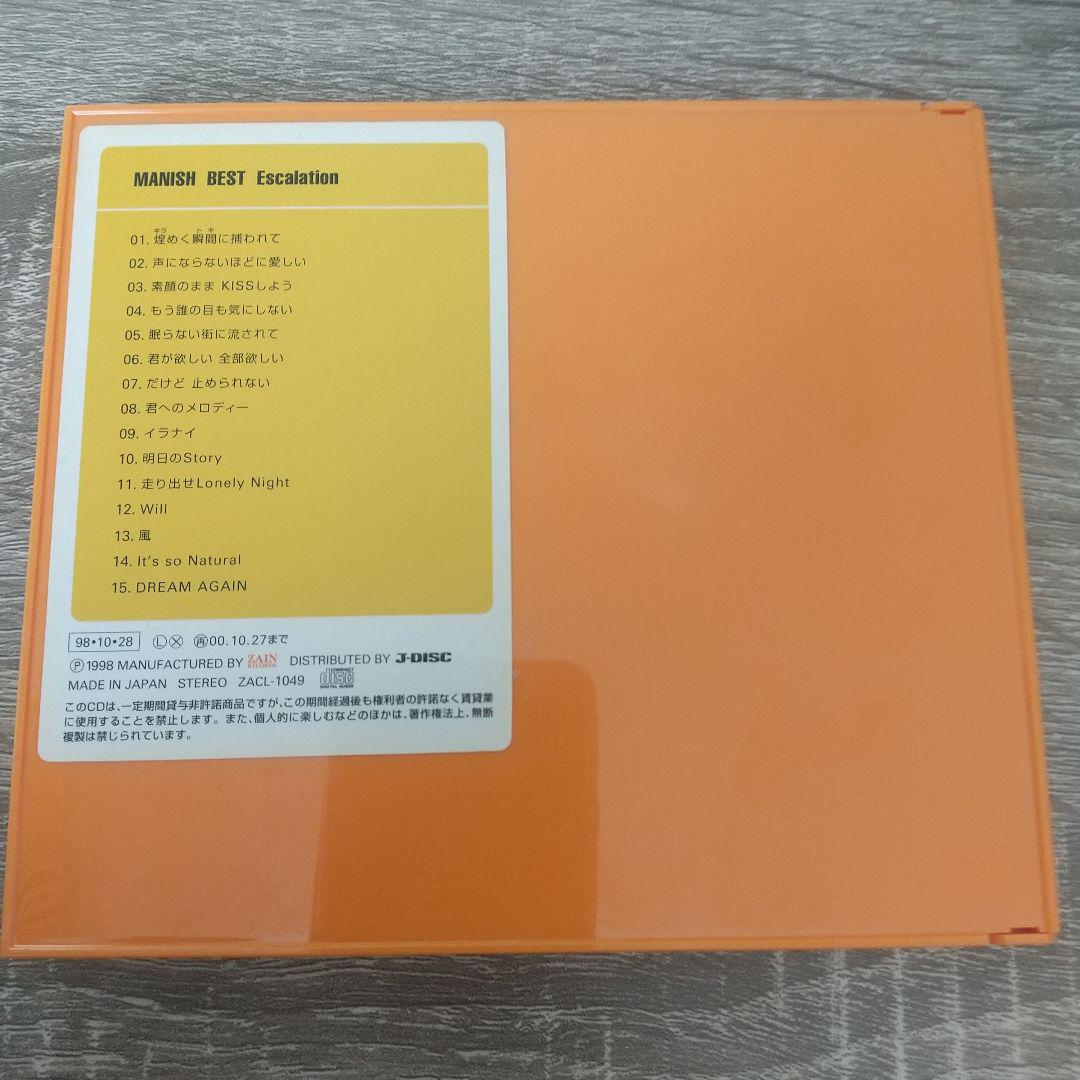 MANISH BEST Escalation
キラ トキ
01. 煌めく瞬間に捕われて
02. 声にならないほどに愛しい
03. 素顔のまま KISSしよう
04. もう誰の目も気にしない
05. 眠らない街に流されて
06. 君が欲しい 全部欲しい
07. だけど 止められない
08. 君へのメロディー
09. イラナイ
10. 明日のStory
11. 走り出せLonely Night
12. Will
13. 風
14. It's so Natural
15. DREAM AGAIN
98•10•28 Ⓛ Ⓧ ㊐00.10.27まで
Ⓟ1998 MANUFACTURED BY ZAIN RECORDS DISTRIBUTED BY J-DISC
MADE IN JAPAN STEREO ZACL-1049 COMPACT disc DIGITAL AUDIO
このCDは、一定期間貸与非許諾商品ですが、この期間経過後も権利者の許諾なく賃貸業
に使用することを禁止します。また、個人的に楽しむなどのほかは、著作権法上、無断
複製は禁じられています。